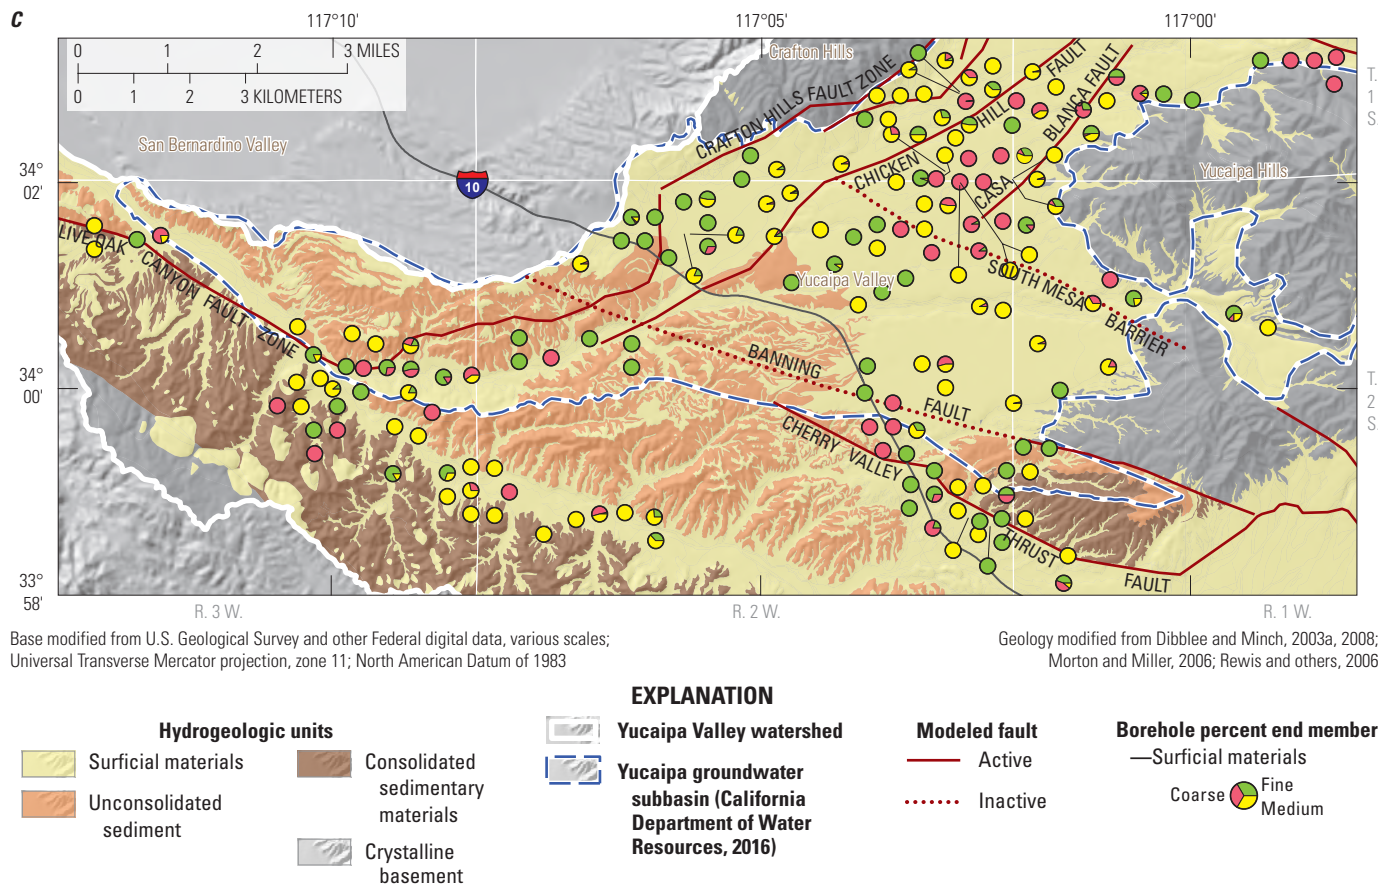 C
117°10'
117°05'
117°00'
0 1 2 3 MILES
0 1 2 3 KILOMETERS
Crafton Hills
T.
1
S.
San Bernardino Valley
CRAFTON HILLS FAULT ZONE
CHICKEN HILL FAULT
CASA BLANCA FAULT
Yucaipa Hills
34°
02'
10
LIVE OAK CANYON FAULT ZONE
Yucaipa Valley
SOUTH MESA BARRIER
BANNING FAULT
34°
00'
T.
2
S.
CHERRY VALLEY THRUST FAULT
33°
58'
R. 3 W.
R. 2 W.
R. 1 W.
Base modified from U.S. Geological Survey and other Federal digital data, various scales;
Universal Transverse Mercator projection, zone 11; North American Datum of 1983
Geology modified from Dibblee and Minch, 2003a, 2008;
Morton and Miller, 2006; Rewis and others, 2006
EXPLANATION
Hydrogeologic units
Surficial materials
Unconsolidated
sediment
Consolidated
sedimentary
materials
Crystalline
basement
Yucaipa Valley watershed
Yucaipa groundwater
subbasin (California
Department of Water
Resources, 2016)
Modeled fault
Active
Inactive
Borehole percent end member
—Surficial materials
Coarse
Fine
Medium